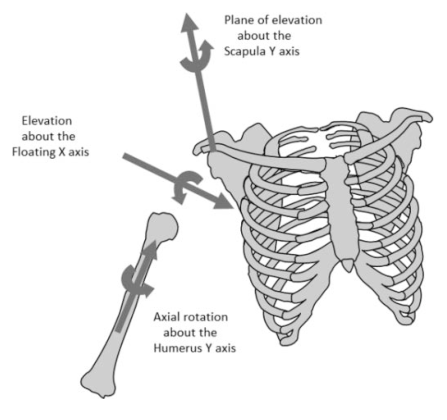 Plane of elevation
about the
Scapula Y axis
Elevation
about the
Floating X axis
Axial rotation
about the
Humerus Y axis